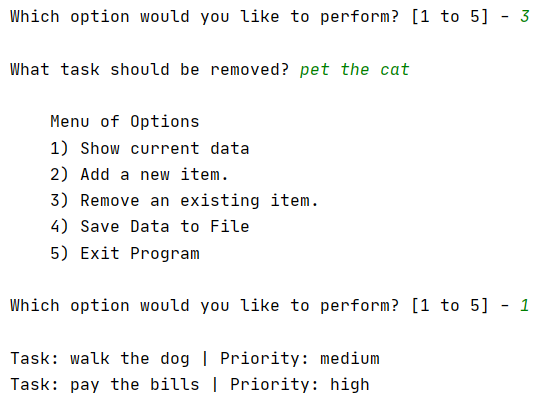 Which option would you like to perform? [1 to 5] - 3
What task should be removed? pet the cat
Menu of Options
1) Show current data
2) Add a new item.
3) Remove an existing item.
4) Save Data to File
5) Exit Program
Which option would you like to perform? [1 to 5] - 1
Task: walk the dog | Priority: medium
Task: pay the bills | Priority: high